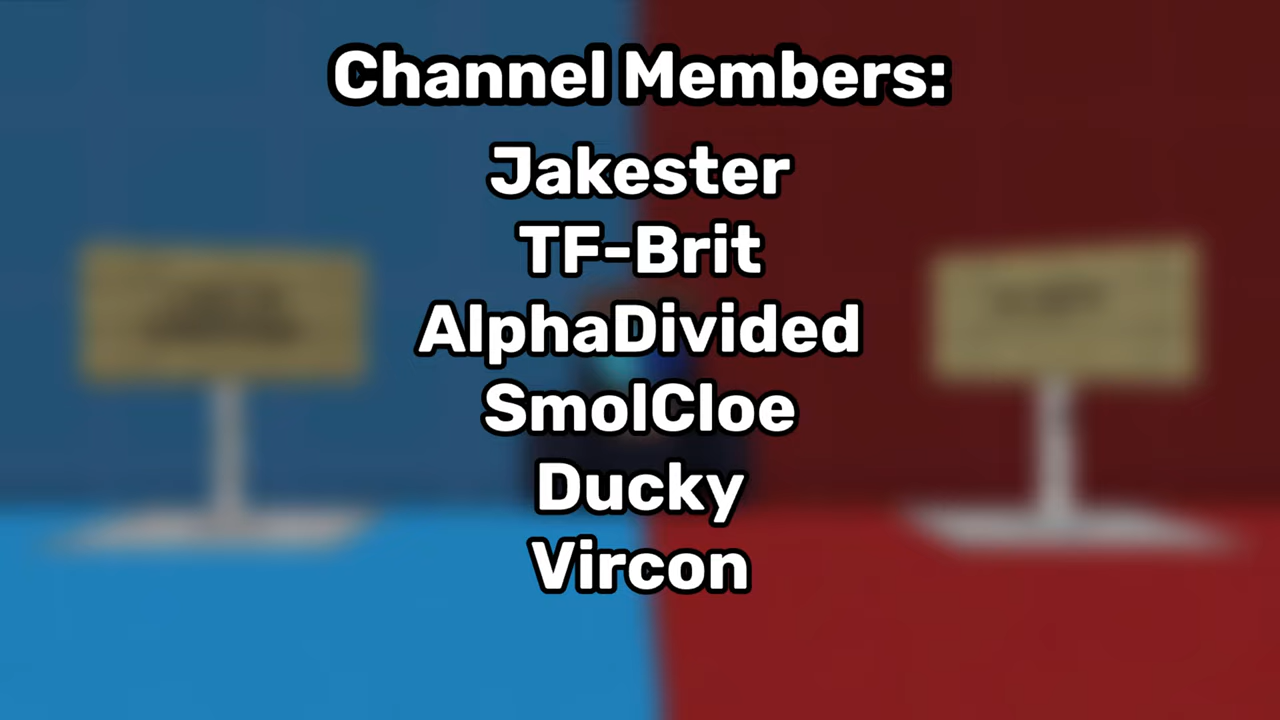 Channel Members:
Jakester
TF-Brit
AlphaDivided
SmolCloe
Ducky
Vircon